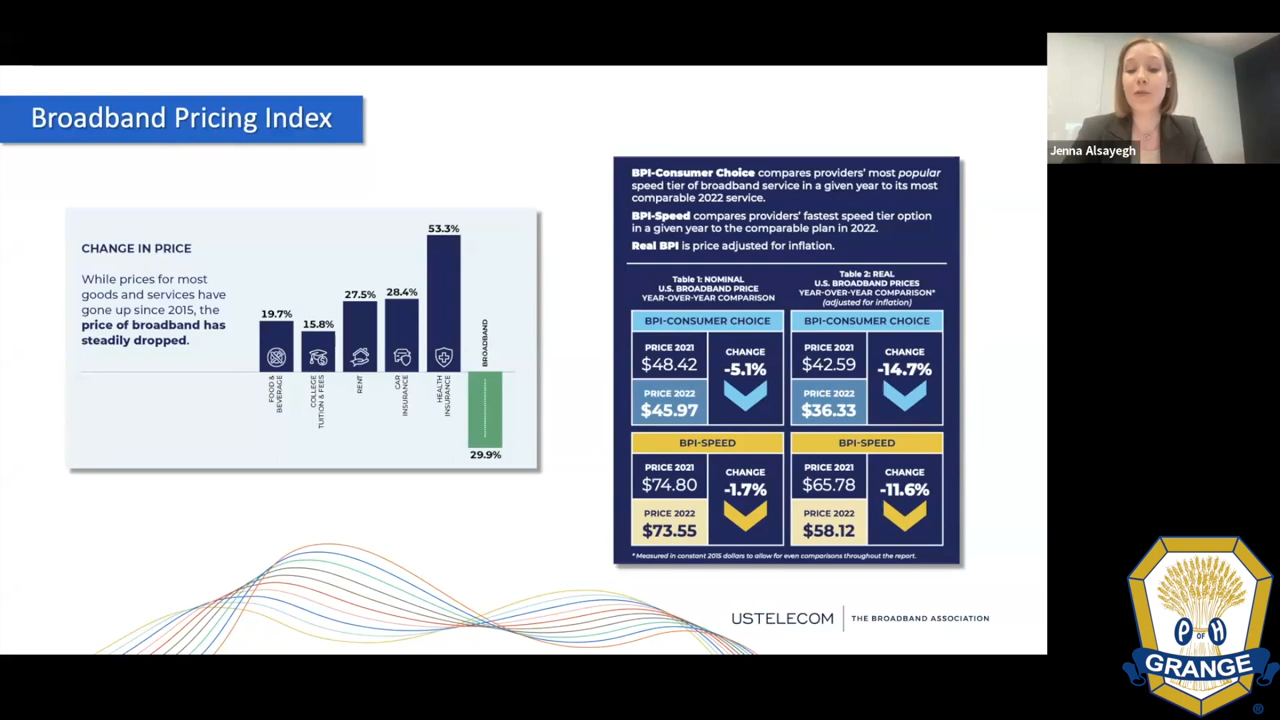 Broadband Pricing Index
Jenna Alsayegh
CHANGE IN PRICE
While prices for most
goods and services have
gone up since 2015, the
price of broadband has
steadily dropped.
19.7%
15.8%
27.5%
28.4%
53.3%
29.9%
FOOD &
BEVERAGE
COLLEGE
TUITION & FEES
RENT
CAR
INSURANCE
HEALTH
INSURANCE
BROADBAND
BPI-Consumer Choice compares providers' most popular
speed tier of broadband service in a given year to its most
comparable 2022 service.
BPI-Speed compares providers' fastest speed tier option
in a given year to the comparable plan in 2022.
Real BPI is price adjusted for inflation.
Table 1: NOMINAL
U.S. BROADBAND PRICE
YEAR-OVER-YEAR COMPARISON
BPI-CONSUMER CHOICE
PRICE 2021
$48.42
PRICE 2022
$45.97
CHANGE
-5.1%
BPI-SPEED
PRICE 2021
$74.80
PRICE 2022
$73.55
CHANGE
-1.7%
Table 2: REAL
U.S. BROADBAND PRICES
YEAR-OVER-YEAR COMPARISON*
(adjusted for inflation)
BPI-CONSUMER CHOICE
PRICE 2021
$42.59
PRICE 2022
$36.33
CHANGE
-14.7%
BPI-SPEED
PRICE 2021
$65.78
PRICE 2022
$58.12
CHANGE
-11.6%
* Measured in constant 2015 dollars to allow for even comparisons throughout the report.
USTELECOM | THE BROADBAND ASSOCIATION
P OF H
GRANGE
®